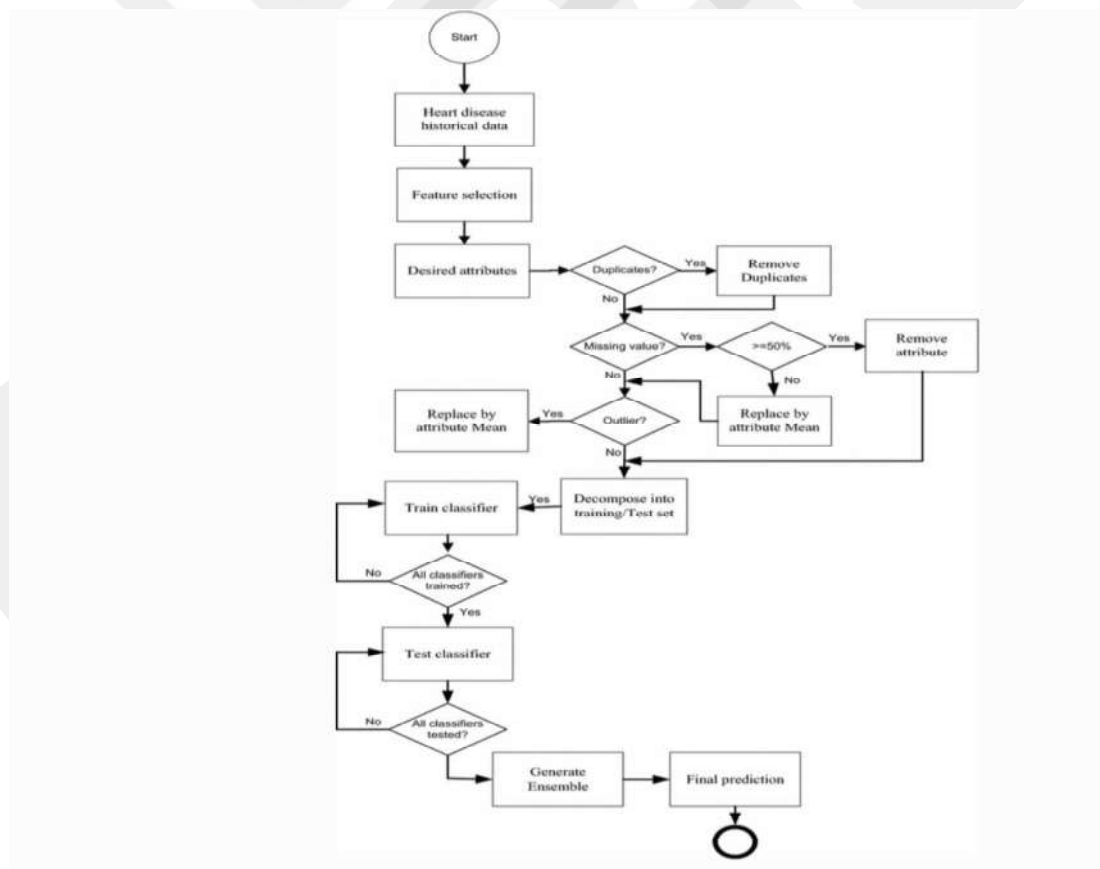 Start
Heart disease
historical data
Feature selection
Desired attributes
Duplicates?
Yes
Remove
Duplicates
No
Missing value?
Yes
>=50%
Yes
Remove
attribute
No
No
Replace by
attribute Mean
Yes
Outlier?
Replace by
attribute Mean
No
Train classifier
Yes
Decompose into
training/Test set
No
All classifiers
trained?
Yes
Test classifier
No
All classifiers
tested?
Generate
Ensemble
Final prediction